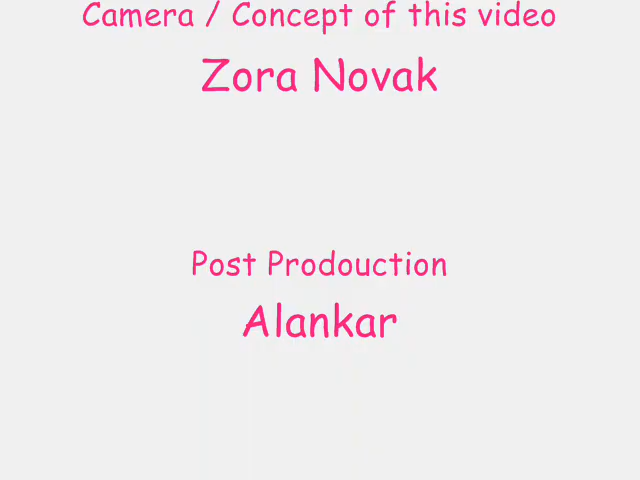 Camera / Concept of this video
Zora Novak
Post Prodouction
Alankar